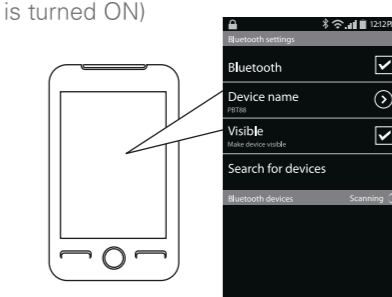 is turned ON)
12:12PM
Bluetooth settings
Bluetooth
Device name
PBT88
Visible
Make device visible
Search for devices
Bluetooth devices Scanning